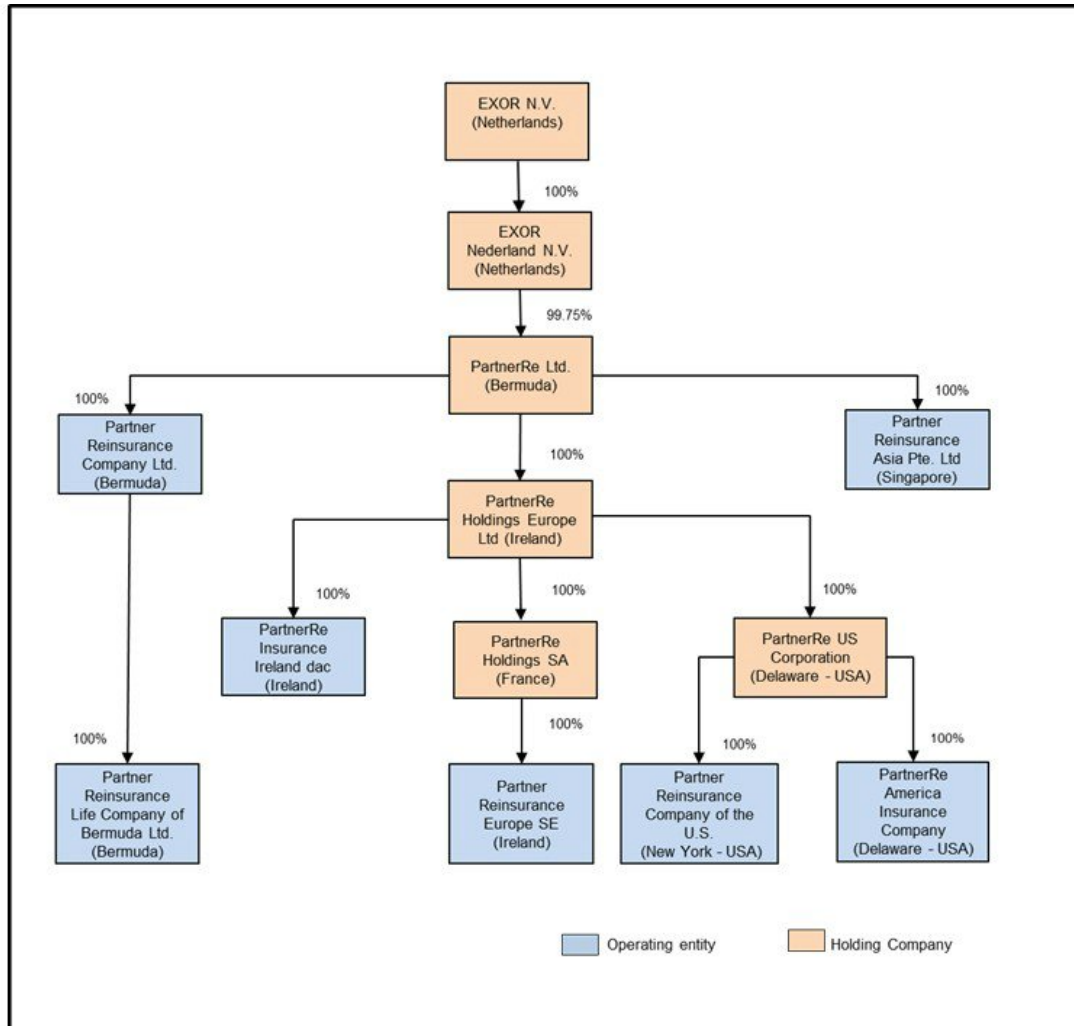 EXOR N.V.
(Netherlands)
100%
EXOR
Nederland N.V.
(Netherlands)
99.75%
PartnerRe Ltd.
(Bermuda)
100%
Partner
Reinsurance
Company Ltd.
(Bermuda)
100%
Partner
Reinsurance
Asia Pte. Ltd
(Singapore)
100%
PartnerRe
Holdings Europe
Ltd (Ireland)
100%
PartnerRe
Insurance
Ireland dac
(Ireland)
100%
PartnerRe
Holdings SA
(France)
100%
PartnerRe US
Corporation
(Delaware - USA)
100%
Partner
Reinsurance
Life Company of
Bermuda Ltd.
(Bermuda)
100%
Partner
Reinsurance
Europe SE
(Ireland)
100%
Partner
Reinsurance
Company of the
U.S.
(New York - USA)
100%
PartnerRe
America
Insurance
Company
(Delaware - USA)
Operating entity
Holding Company